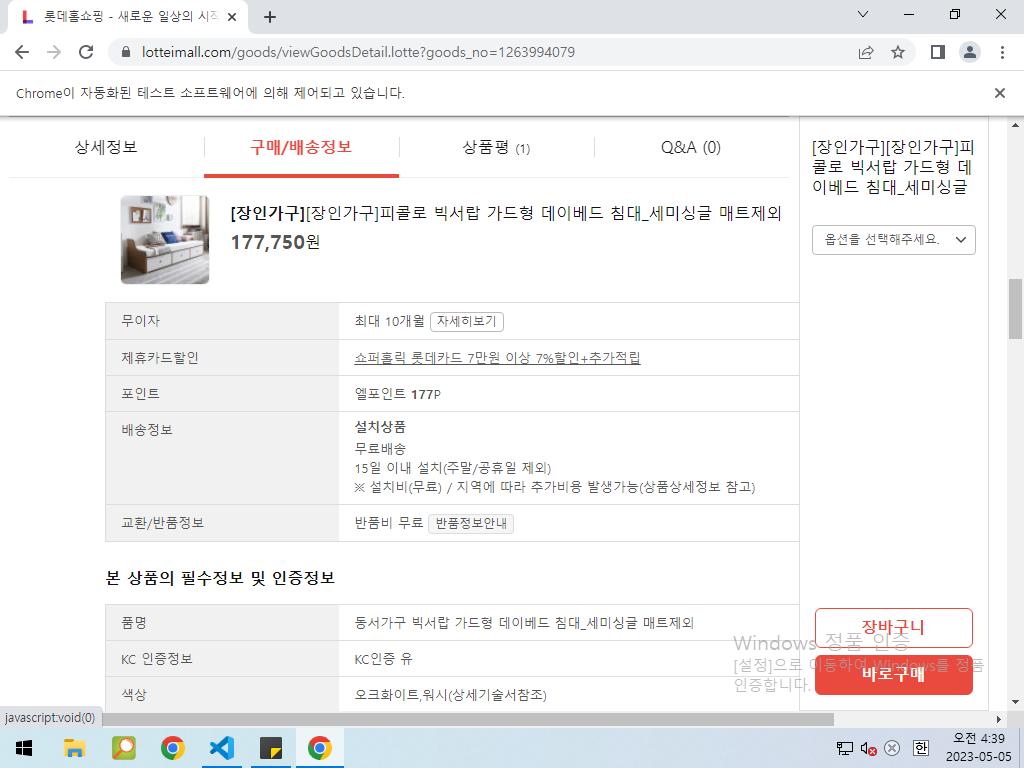 롯데홈쇼핑 - 새로운 일상의 시작
lotteimall.com/goods/viewGoodsDetail.lotte?goods_no=1263994079
Chrome이 자동화된 테스트 소프트웨어에 의해 제어되고 있습니다.
상세정보
구매/배송정보
상품평 (1)
Q&A (0)
[장인가구][장인가구]피콜로 빅서랍 가드형 데이베드 침대_세미싱글 매트제외
177,750원
무이자
최대 10개월 자세히보기
제휴카드할인
쇼퍼홀릭 롯데카드 7만원 이상 7%할인+추가적립
포인트
엘포인트 177P
배송정보
설치상품
무료배송
15일 이내 설치(주말/공휴일 제외)
※ 설치비(무료) / 지역에 따라 추가비용 발생가능(상품상세정보 참고)
교환/반품정보
반품비 무료 반품정보안내
본 상품의 필수정보 및 인증정보
품명
동서가구 빅서랍 가드형 데이베드 침대_세미싱글 매트제외
KC 인증정보
KC인증 유
색상
오크화이트,워시(상세기술서참조)
[장인가구][장인가구]피
콜로 빅서랍 가드형 데
이베드 침대_세미싱글
옵션을 선택해주세요.
장바구니
바로구매
Windows 정품 인증
[설정]으로 이동하여 Windows를 정품
인증합니다.
javascript:void(0)
한
오전 4:39
2023-05-05